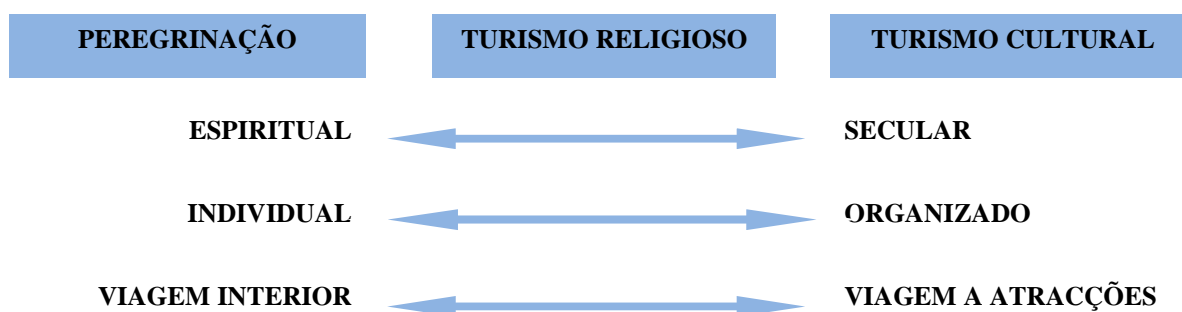 PEREGRINAÇÃO TURISMO RELIGIOSO TURISMO CULTURAL
ESPIRITUAL SECULAR
INDIVIDUAL ORGANIZADO
VIAGEM INTERIOR VIAGEM A ATRACÇÕES